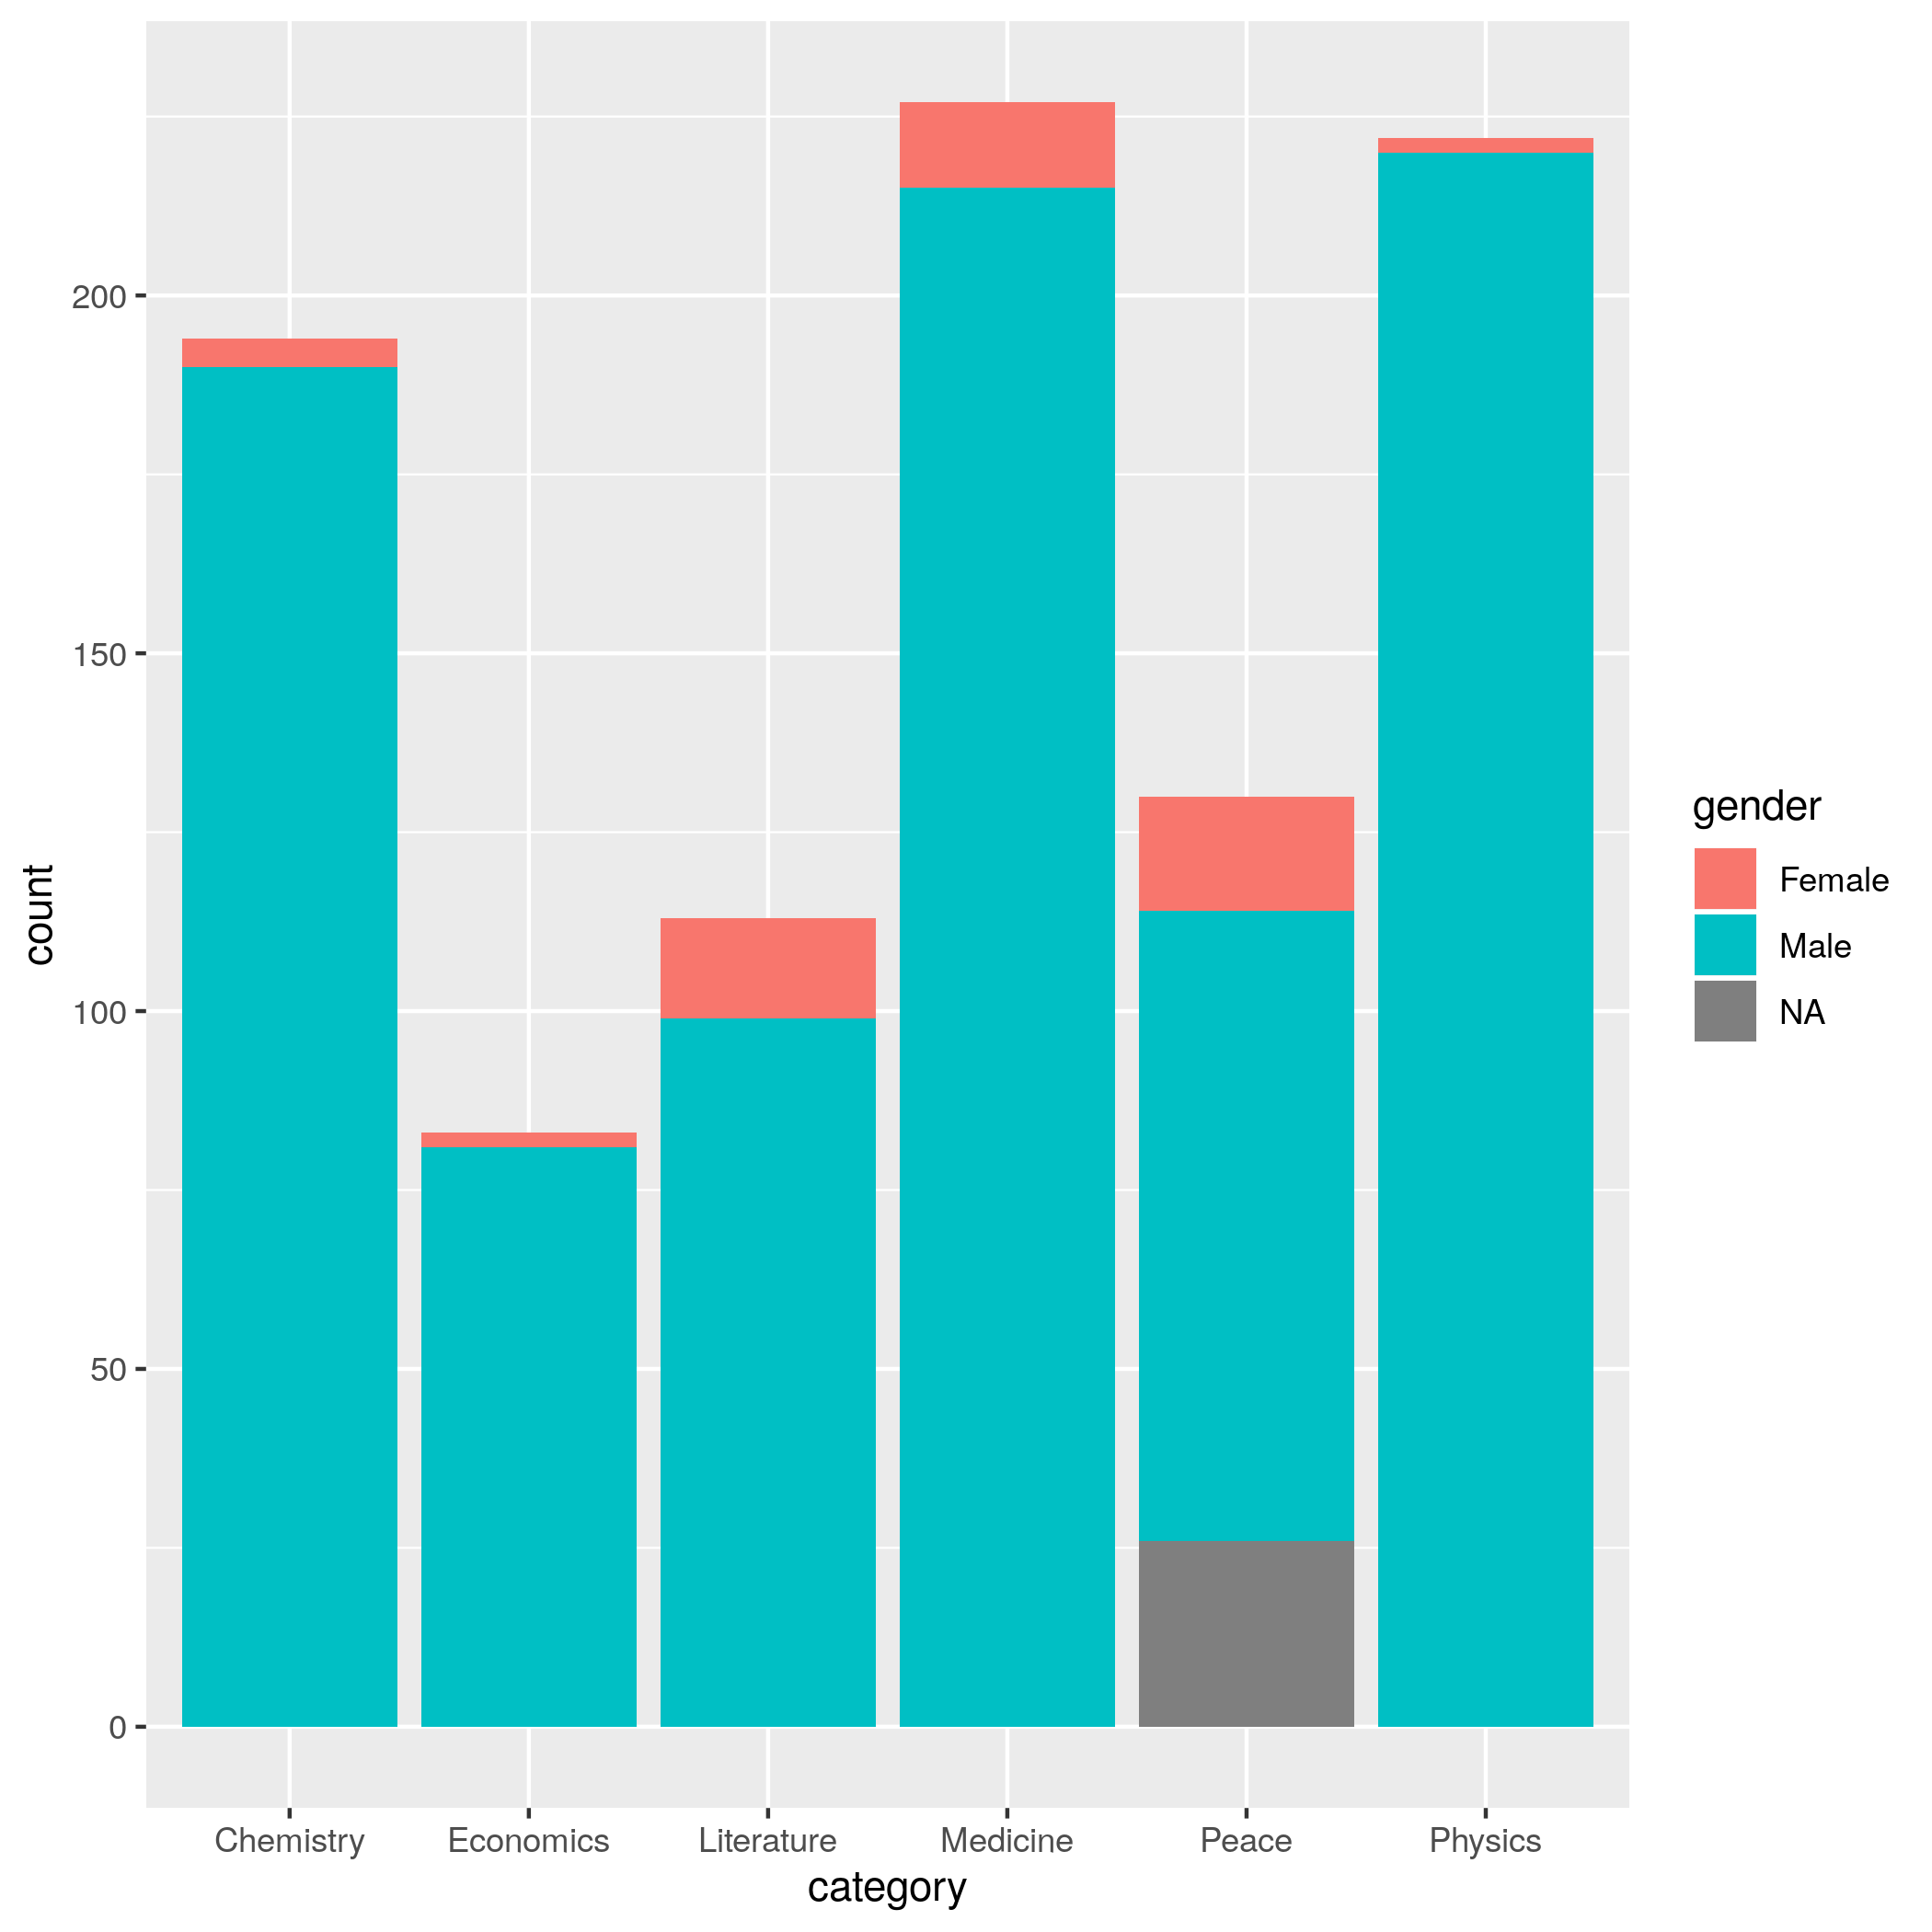 count
200
150
100
50
0
Chemistry Economics Literature Medicine Peace Physics
category
gender
Female
Male
NA